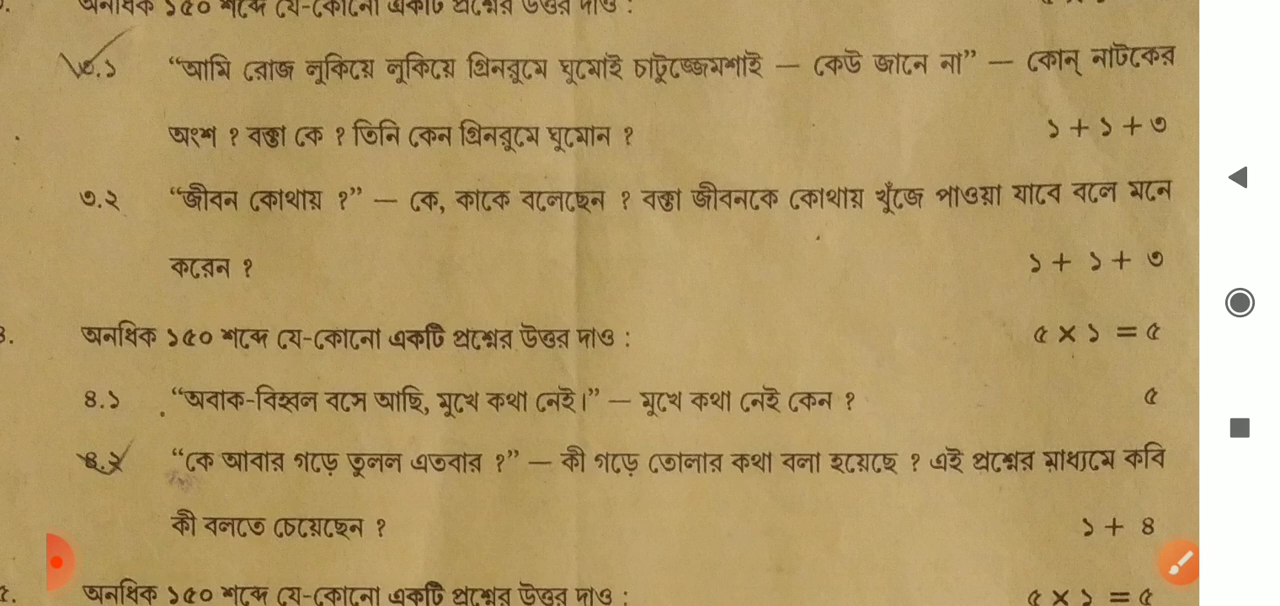 অনধিক ১৫০ শব্দে যে-কোনো একটি প্রশ্নের উত্তর দাও :
৩.১ “আমি রোজ লুকিয়ে লুকিয়ে গ্রিনরুমে ঘুমোই চাটুজ্জেমশাই — কেউ জানে না” — কোন্ নাটকের
অংশ ? বক্তা কে ? তিনি কেন গ্রিনরুমে ঘুমোন ? ১ + ১ + ৩
৩.২ “জীবন কোথায় ?” — কে, কাকে বলেছেন ? বক্তা জীবনকে কোথায় খুঁজে পাওয়া যাবে বলে মনে
করেন ? ১ + ১ + ৩
অনধিক ১৫০ শব্দে যে-কোনো একটি প্রশ্নের উত্তর দাও : ৫ × ১ = ৫
৪.১ “অবাক-বিহ্বল বসে আছি, মুখে কথা নেই।” — মুখে কথা নেই কেন ? ৫
৪.২ “কে আবার গড়ে তুলল এতবার ?” — কী গড়ে তোলার কথা বলা হয়েছে ? এই প্রশ্নের মাধ্যমে কবি
কী বলতে চেয়েছেন ? ১ + ৪
৫. অনধিক ১৫০ শব্দে যে-কোনো একটি প্রশ্নের উত্তর দাও : ৫ × ১ = ৫